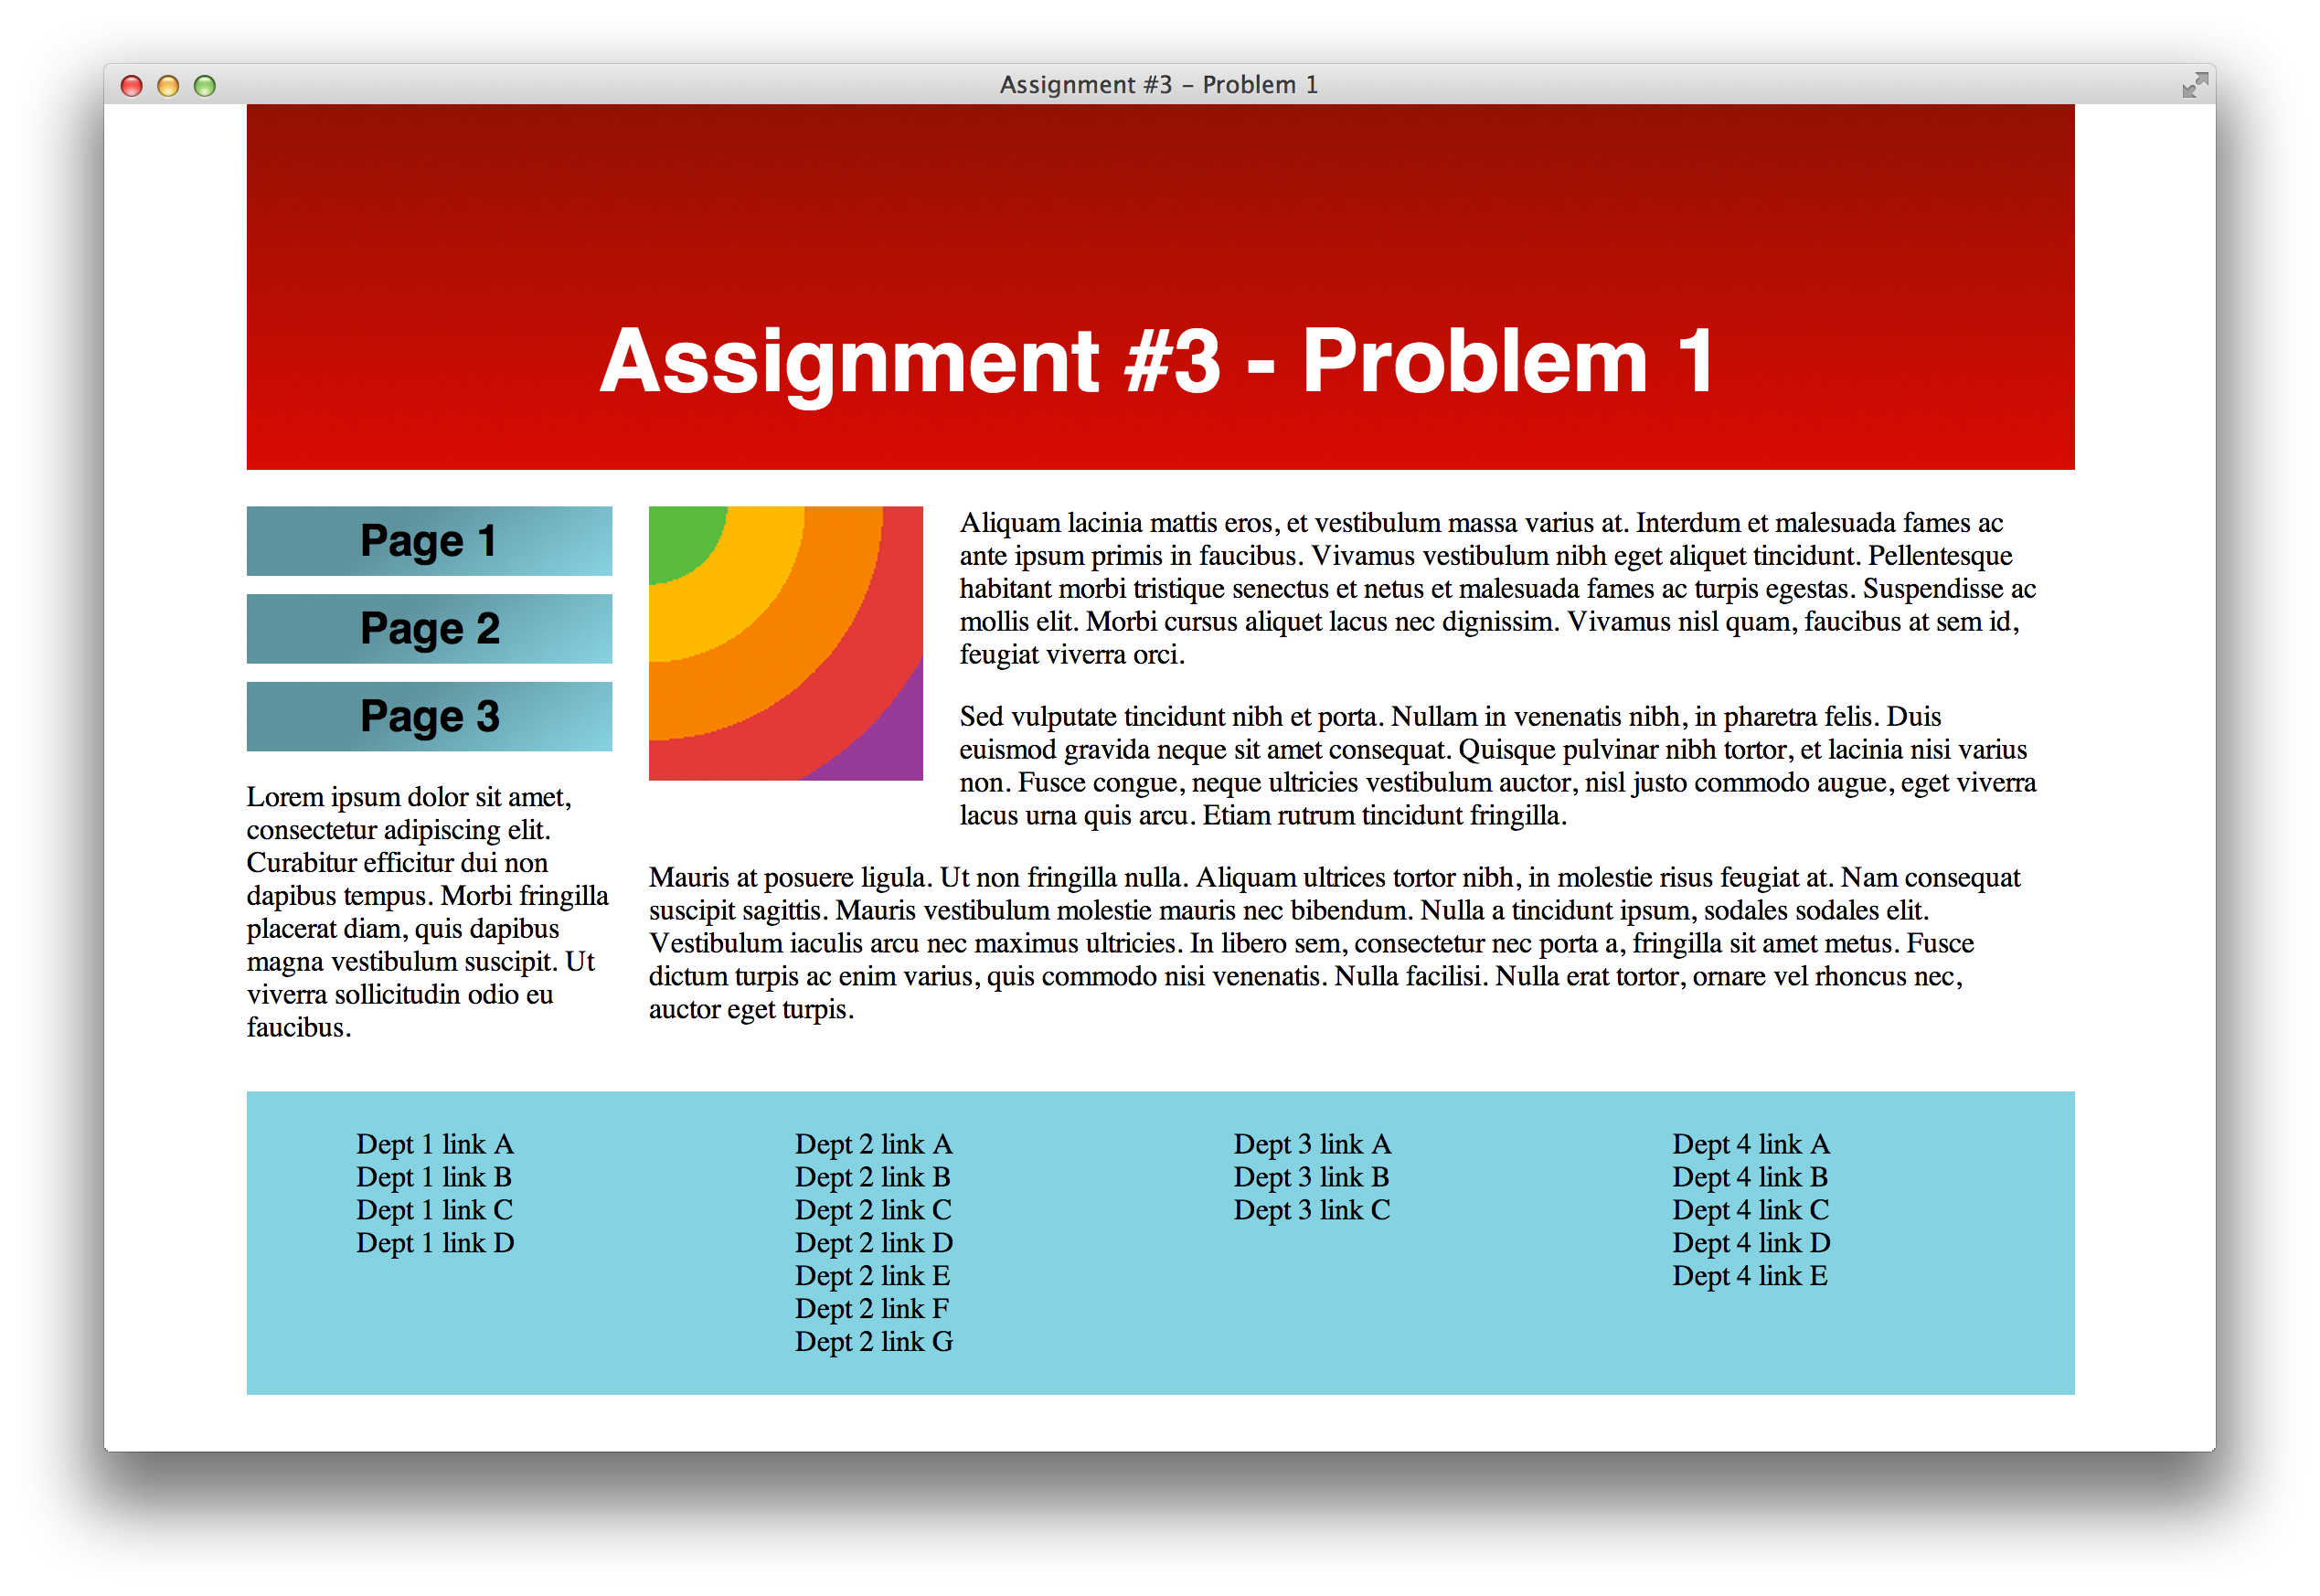 Assignment #3 – Problem 1
Assignment #3 - Problem 1
Page 1
Page 2
Page 3
Lorem ipsum dolor sit amet,
consectetur adipiscing elit.
Curabitur efficitur dui non
dapibus tempus. Morbi fringilla
placerat diam, quis dapibus
magna vestibulum suscipit. Ut
viverra sollicitudin odio eu
faucibus.
Aliquam lacinia mattis eros, et vestibulum massa varius at. Interdum et malesuada fames ac
ante ipsum primis in faucibus. Vivamus vestibulum nibh eget aliquet tincidunt. Pellentesque
habitant morbi tristique senectus et netus et malesuada fames ac turpis egestas. Suspendisse ac
mollis elit. Morbi cursus aliquet lacus nec dignissim. Vivamus nisl quam, faucibus at sem id,
feugiat viverra orci.
Sed vulputate tincidunt nibh et porta. Nullam in venenatis nibh, in pharetra felis. Duis
euismod gravida neque sit amet consequat. Quisque pulvinar nibh tortor, et lacinia nisi varius
non. Fusce congue, neque ultricies vestibulum auctor, nisl justo commodo augue, eget viverra
lacus urna quis arcu. Etiam rutrum tincidunt fringilla.
Mauris at posuere ligula. Ut non fringilla nulla. Aliquam ultrices tortor nibh, in molestie risus feugiat at. Nam consequat
suscipit sagittis. Mauris vestibulum molestie mauris nec bibendum. Nulla a tincidunt ipsum, sodales sodales elit.
Vestibulum iaculis arcu nec maximus ultricies. In libero sem, consectetur nec porta a, fringilla sit amet metus. Fusce
dictum turpis ac enim varius, quis commodo nisi venenatis. Nulla facilisi. Nulla erat tortor, ornare vel rhoncus nec,
auctor eget turpis.
Dept 1 link A
Dept 1 link B
Dept 1 link C
Dept 1 link D
Dept 2 link A
Dept 2 link B
Dept 2 link C
Dept 2 link D
Dept 2 link E
Dept 2 link F
Dept 2 link G
Dept 3 link A
Dept 3 link B
Dept 3 link C
Dept 4 link A
Dept 4 link B
Dept 4 link C
Dept 4 link D
Dept 4 link E